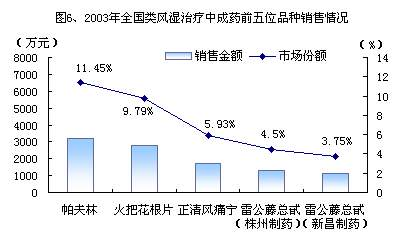 图6、2003年全国类风湿治疗中成药前五位品种销售情况
（万元）
（%）
销售金额
市场份额
8000
7000
6000
5000
4000
3000
2000
1000
0
14
12
10
8
6
4
2
0
11.45%
9.79%
5.93%
4.5%
3.75%
帕夫林
火把花根片
正清风痛宁
雷公藤总甙
（株州制药）
雷公藤总甙
（新昌制药）